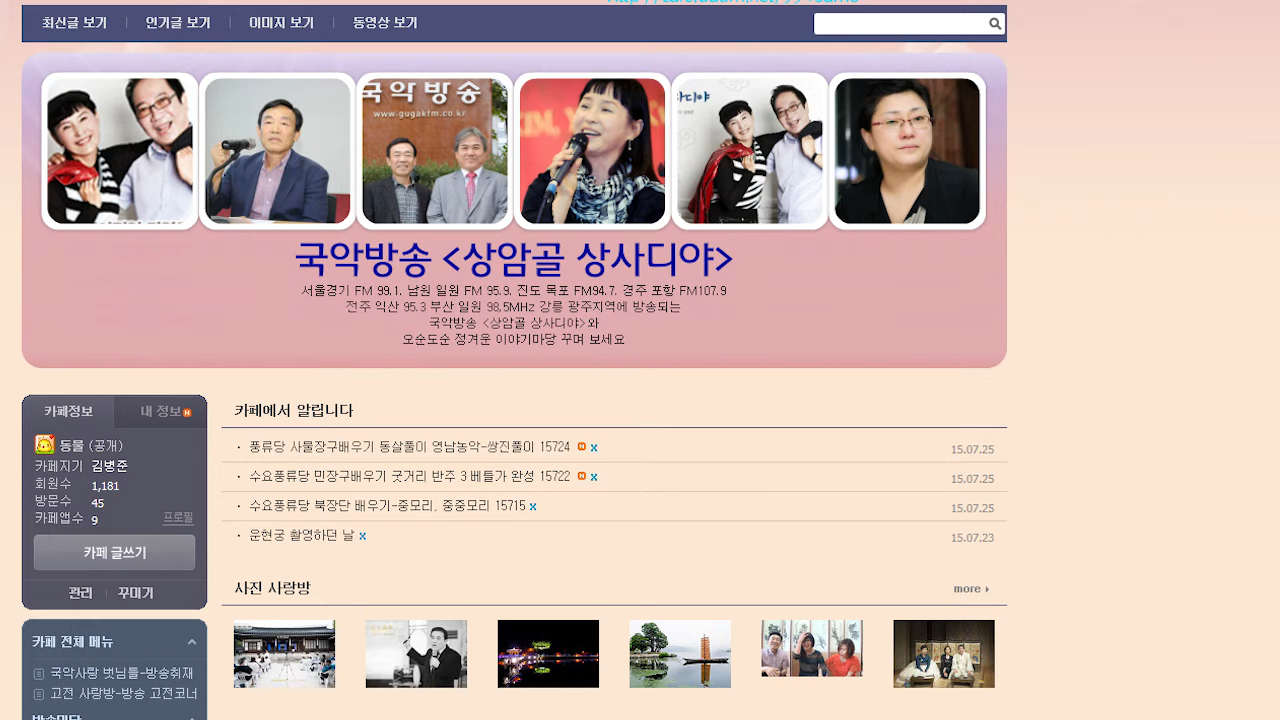 최신글 보기 | 인기글 보기 | 이미지 보기 | 동영상 보기
국악방송
www.gugakfm.co.kr
국악방송 <상암골 상사디야>
서울경기 FM 99.1. 남원 일원 FM 95.9. 진도 목포 FM94.7. 경주 포항 FM107.9
전주 익산 95.3 부산 일원 98.5MHz 강릉 광주지역에 방송되는
국악방송 <상암골 상사디야>와
오순도순 정겨운 이야기마당 꾸며 보세요
카페정보 내 정보 N
동물 (공개)
카페지기 김병준
회원수 1,181
방문수 45
카페앱수 9 프로필
카페 글쓰기
관리 | 꾸미기
카페 전체 메뉴
국악사랑 벗님들-방송취재
고전 사랑방-방송 고전코너
방송마당
카페에서 알립니다
· 풍류당 사물장구배우기 동살풀이 영남농악-쌍진풀이 15724 N 15.07.25
· 수요풍류당 민장구배우기 굿거리 반주 3 베틀가 완성 15722 N 15.07.25
· 수요풍류당 북장단 배우기-중모리, 중중모리 15715 15.07.25
· 운현궁 촬영하던 날 15.07.23
사진 사랑방 more